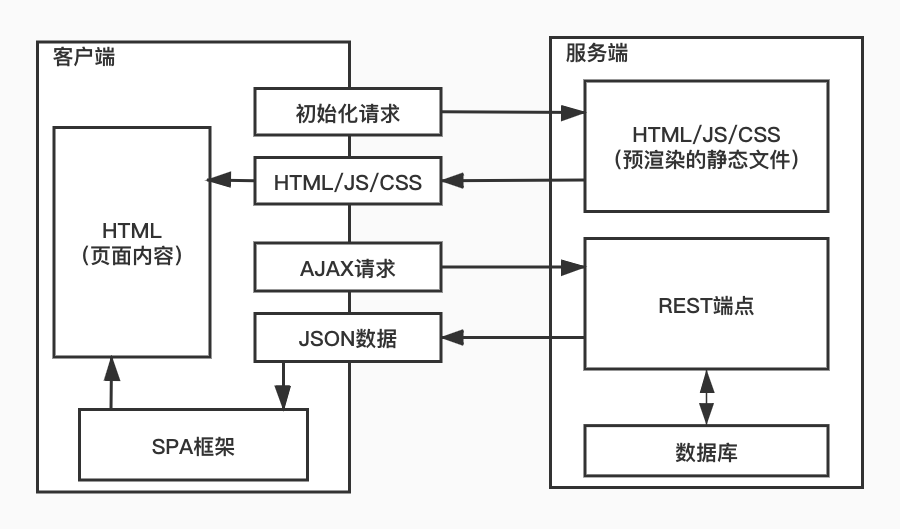 客户端
服务端
初始化请求
HTML/JS/CSS
(预渲染的静态文件)
HTML/JS/CSS
HTML
(页面内容)
AJAX请求
REST端点
JSON数据
SPA框架
数据库